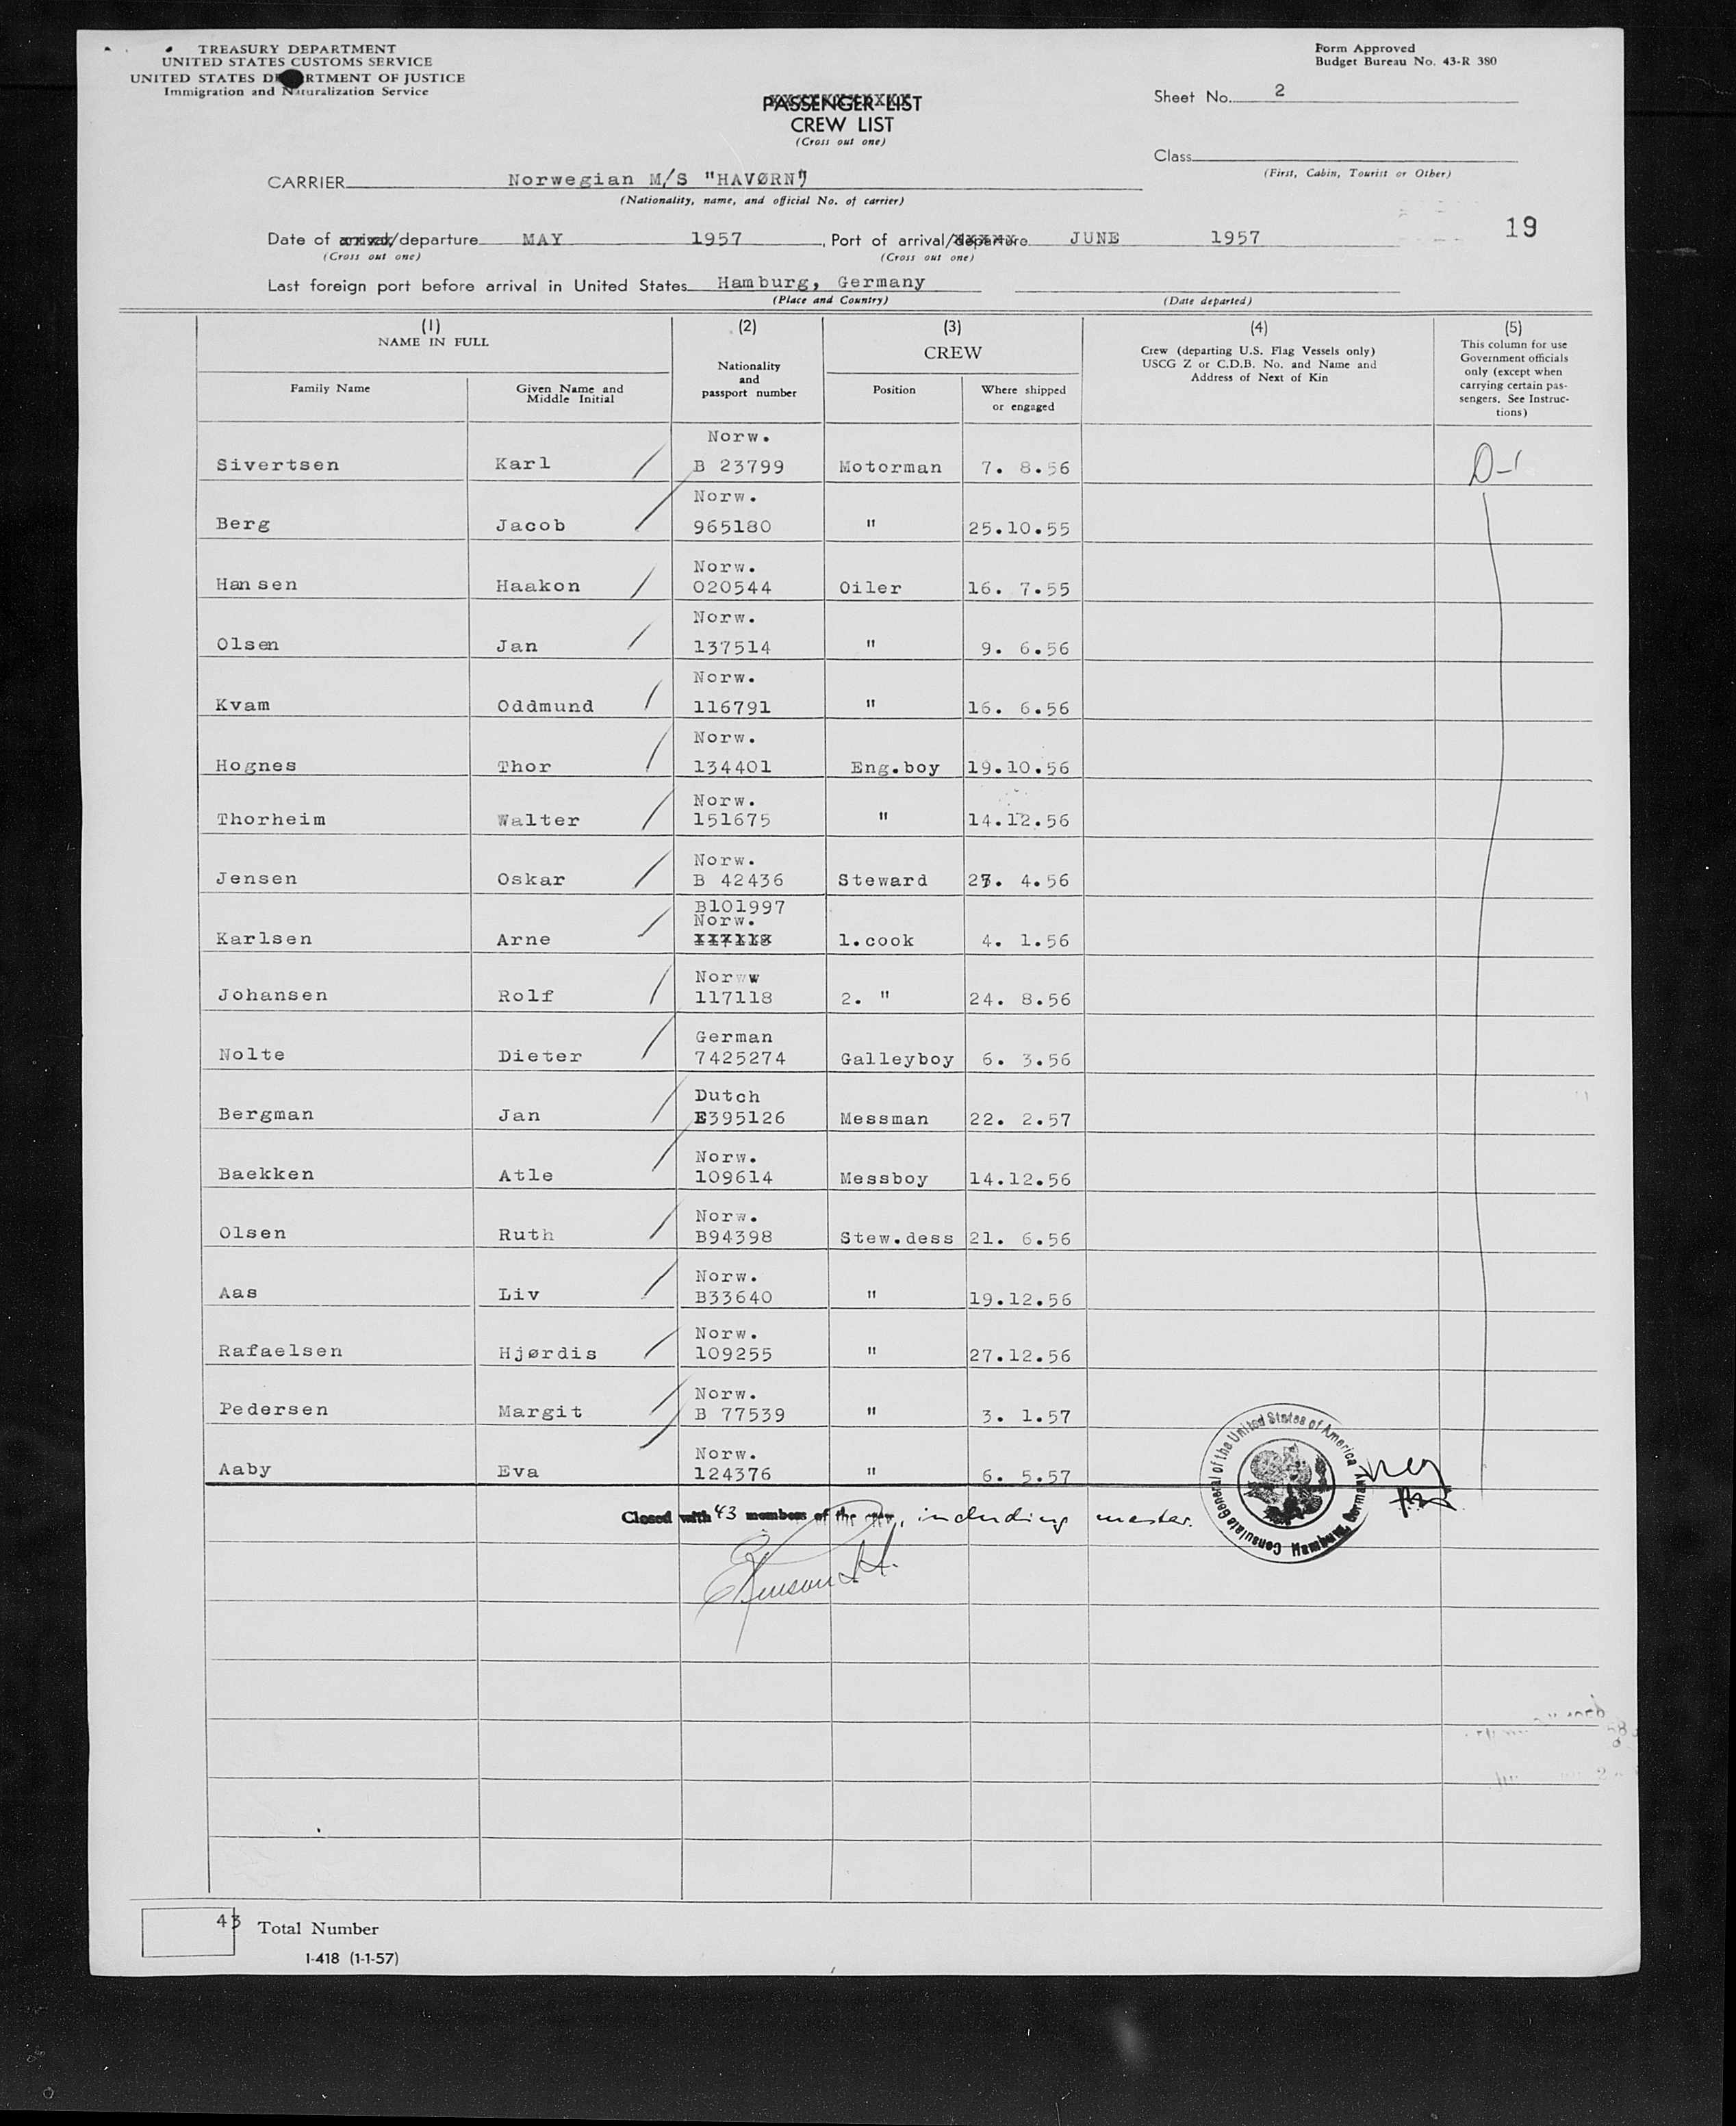 TREASURY DEPARTMENT
UNITED STATES CUSTOMS SERVICE
UNITED STATES DEPARTMENT OF JUSTICE
Immigration and Naturalization Service
Form Approved
Budget Bureau No. 43-R 380
PASSENGER LIST
CREW LIST
(Cross out one)
Sheet No. 2
Class
(First, Cabin, Tourist or Other)
CARRIER Norwegian M/S "HAVØRN"
(Nationality, name, and official No. of carrier)
19
Date of arrival/departure MAY 1957, Port of arrival/departure JUNE 1957
(Cross out one) (Cross out one)
Last foreign port before arrival in United States Hamburg, Germany
(Place and Country) (Date departed)
(1) NAME IN FULL
Family Name
Given Name and Middle Initial
(2) Nationality and passport number
(3) CREW
Position
Where shipped or engaged
(4) Crew (departing U.S. Flag Vessels only) USCG Z or C.D.B. No. and Name and Address of Next of Kin
(5) This column for use Government officials only (except when carrying certain passengers. See Instructions)
Sivertsen Karl Norw. B 23799 Motorman 7. 8.56 D-1
Berg Jacob Norw. 965180 " 25.10.55
Hansen Haakon Norw. 020544 Oiler 16. 7.55
Olsen Jan Norw. 137514 " 9. 6.56
Kvam Oddmund Norw. 116791 " 16. 6.56
Hognes Thor Norw. 134401 Eng.boy 19.10.56
Thorheim Walter Norw. 151675 " 14.12.56
Jensen Oskar Norw. B 42436 Steward 4.56
Karlsen Arne B101997 Norw. 1.cook 4. 1.56
Johansen Rolf Norww 117118 2. " 24. 8.56
Nolte Dieter German 7425274 Galleyboy 6. 3.56
Bergman Jan Dutch E395126 Messman 22. 2.57
Baekken Atle Norw. 109614 Messboy 14.12.56
Olsen Ruth Norw. B94398 Stew.dess 21. 6.56
Aas Liv Norw. B33640 " 19.12.56
Rafaelsen Hjørdis Norw. 109255 " 27.12.56
Pedersen Margit Norw. B 77539 " 3. 1.57
Aaby Eva Norw. 124376 " 6. 5.57
Closed with 43 members of the crew, including master.
Consulate General of the United States of America Hamburg, Germany
43 Total Number
I-418 (1-1-57)